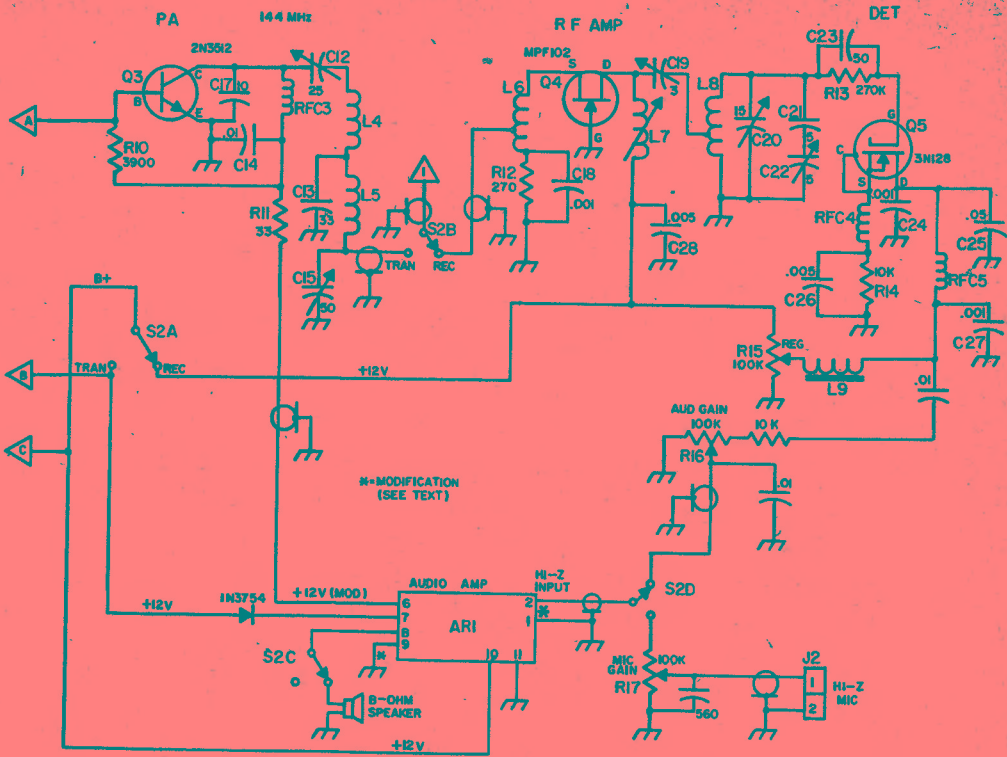 PA
144 MHz
R F AMP
DET
2N3512
MPF102
Q3
C
B
E
C17
10
RFC3
C12
25
L4
L6
Q4
S
D
G
C19
3
L7
L8
15
C20
C21
5
C22
5
C23
50
R13
270K
G
Q5
C
S
D
3N128
A
R10
3900
.01
C14
C13
33
L5
R11
33
C15
50
1
S2B
TRAN
REC
R12
270
C18
.001
.005
C28
RFC4
.001
C24
.05
C25
.005
C26
10K
R14
RFC5
.001
C27
B+
S2A
B
TRAN
REC
+12V
R15
100K
REG.
L9
.01
C
AUD GAIN
100K
R16
10 K
.01
*=MODIFICATION
(SEE TEXT)
AUDIO AMP
HI-Z
INPUT
S2D
+12V
1N3754
+12V (MOD)
6
7
8
9
*
AR1
2
*
1
10
11
S2C
8-OHM
SPEAKER
+12V
MIC
GAIN
R17
100K
560
J2
1
2
HI-Z
MIC